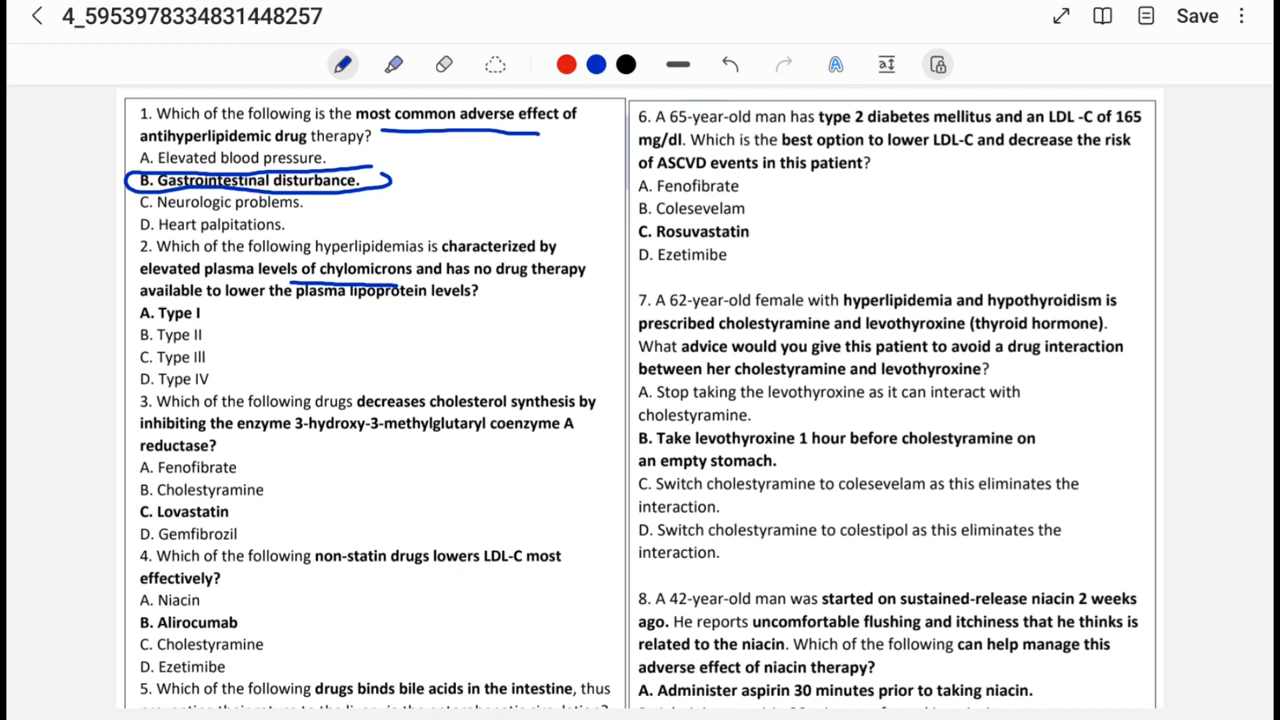 4_5953978334831448257
Save
1. Which of the following is the most common adverse effect of
antihyperlipidemic drug therapy?
A. Elevated blood pressure.
B. Gastrointestinal disturbance.
C. Neurologic problems.
D. Heart palpitations.
2. Which of the following hyperlipidemias is characterized by
elevated plasma levels of chylomicrons and has no drug therapy
available to lower the plasma lipoprotein levels?
A. Type I
B. Type II
C. Type III
D. Type IV
3. Which of the following drugs decreases cholesterol synthesis by
inhibiting the enzyme 3-hydroxy-3-methylglutaryl coenzyme A
reductase?
A. Fenofibrate
B. Cholestyramine
C. Lovastatin
D. Gemfibrozil
4. Which of the following non-statin drugs lowers LDL-C most
effectively?
A. Niacin
B. Alirocumab
C. Cholestyramine
D. Ezetimibe
5. Which of the following drugs binds bile acids in the intestine, thus
6. A 65-year-old man has type 2 diabetes mellitus and an LDL -C of 165
mg/dl. Which is the best option to lower LDL-C and decrease the risk
of ASCVD events in this patient?
A. Fenofibrate
B. Colesevelam
C. Rosuvastatin
D. Ezetimibe
7. A 62-year-old female with hyperlipidemia and hypothyroidism is
prescribed cholestyramine and levothyroxine (thyroid hormone).
What advice would you give this patient to avoid a drug interaction
between her cholestyramine and levothyroxine?
A. Stop taking the levothyroxine as it can interact with
cholestyramine.
B. Take levothyroxine 1 hour before cholestyramine on
an empty stomach.
C. Switch cholestyramine to colesevelam as this eliminates the
interaction.
D. Switch cholestyramine to colestipol as this eliminates the
interaction.
8. A 42-year-old man was started on sustained-release niacin 2 weeks
ago. He reports uncomfortable flushing and itchiness that he thinks is
related to the niacin. Which of the following can help manage this
adverse effect of niacin therapy?
A. Administer aspirin 30 minutes prior to taking niacin.